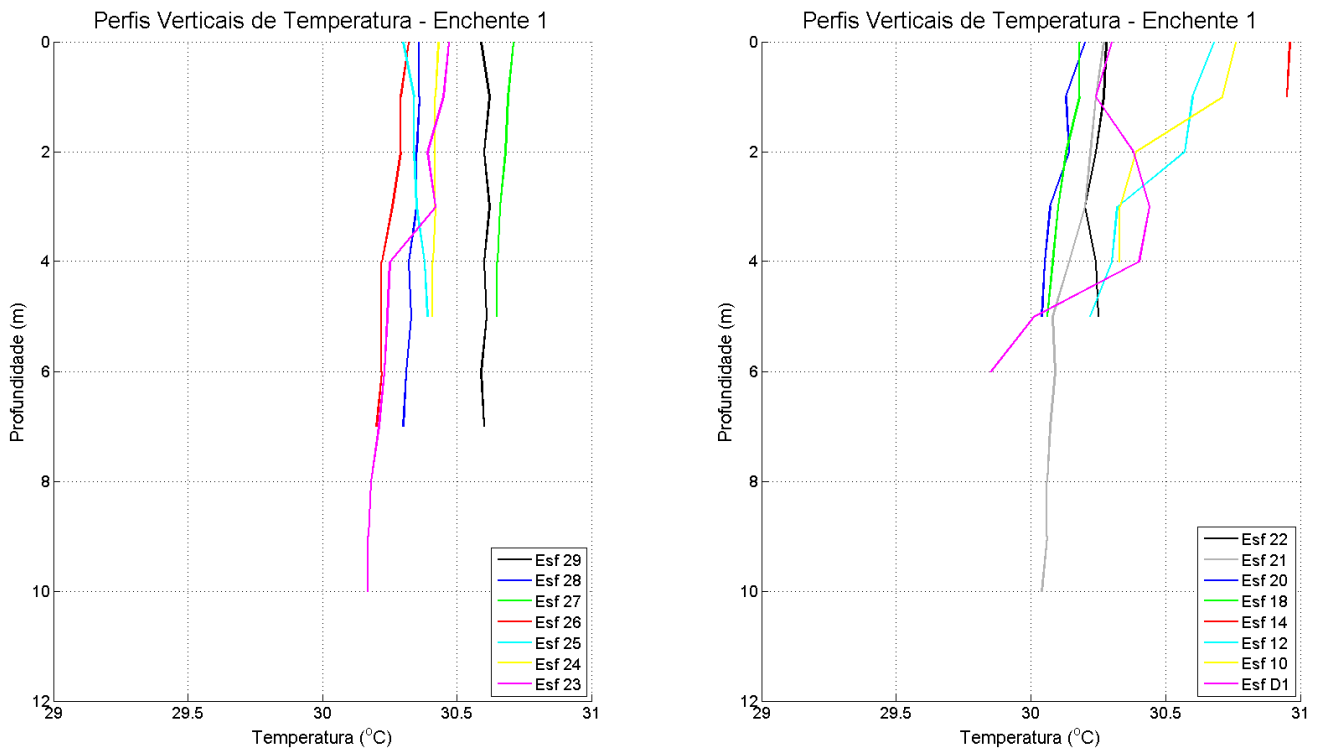 Perfis Verticais de Temperatura - Enchente 1
0
2
4
6
8
10
12
Profundidade (m)
29
29.5
30
30.5
31
Temperatura (°C)
Esf 29
Esf 28
Esf 27
Esf 26
Esf 25
Esf 24
Esf 23
Perfis Verticais de Temperatura - Enchente 1
0
2
4
6
8
10
12
Profundidade (m)
29
29.5
30
30.5
31
Temperatura (°C)
Esf 22
Esf 21
Esf 20
Esf 18
Esf 14
Esf 12
Esf 10
Esf D1